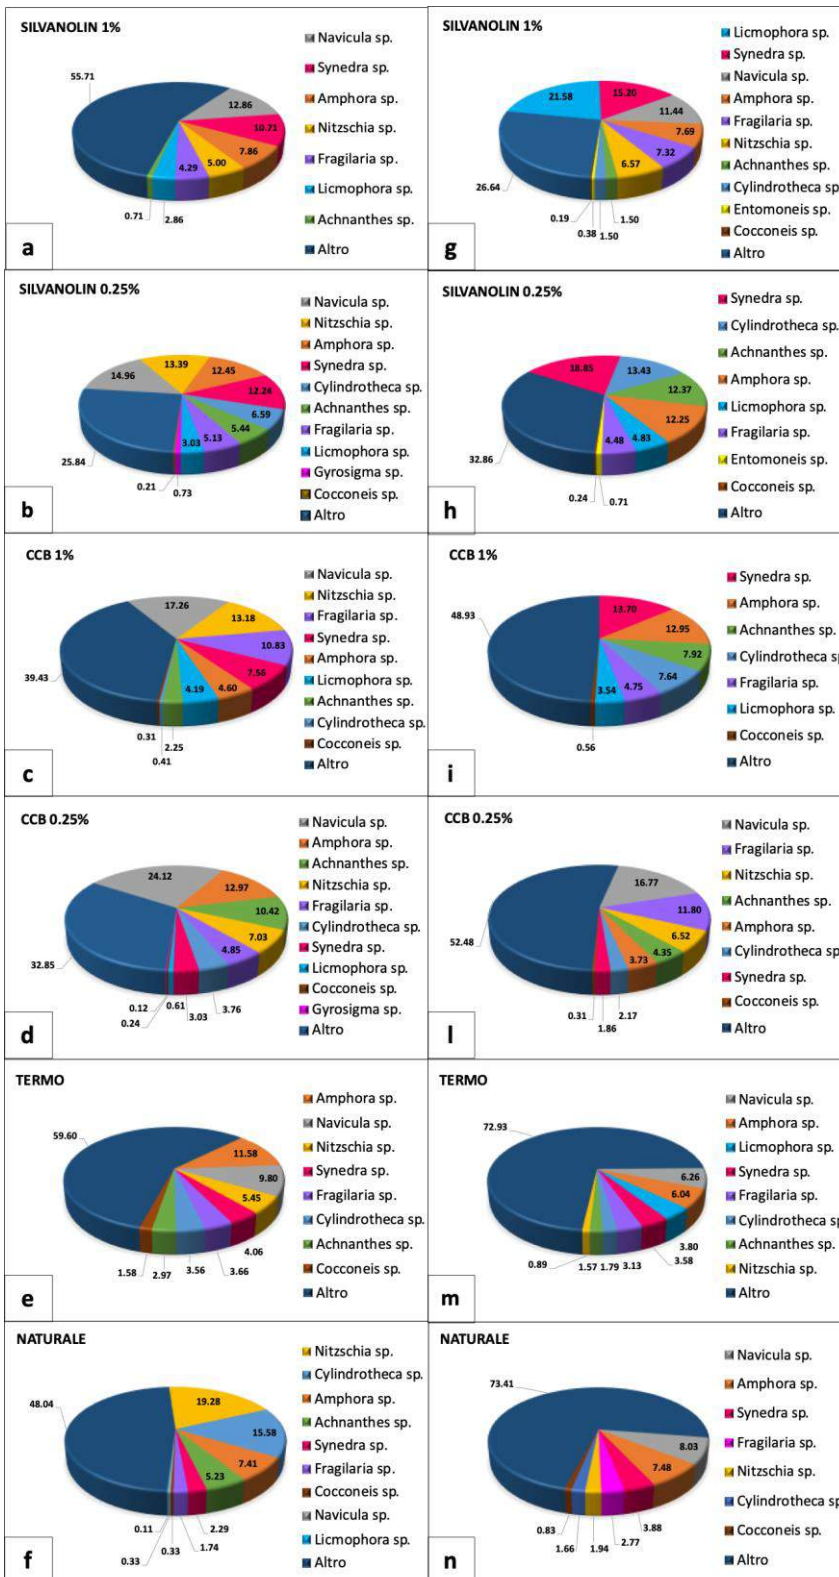 SILVANOLIN 1%
55.71
12.86
10.71
7.86
5.00
4.29
2.86
0.71
Navicula sp.
Synedra sp.
Amphora sp.
Nitzschia sp.
Fragilaria sp.
Licmophora sp.
Achnanthes sp.
Altro
a
SILVANOLIN 1%
21.58
15.20
11.44
7.69
7.32
6.57
1.50
1.50
0.38
0.19
26.64
Licmophora sp.
Synedra sp.
Navicula sp.
Amphora sp.
Fragilaria sp.
Nitzschia sp.
Achnanthes sp.
Cylindrotheca sp.
Entomoneis sp.
Cocconeis sp.
Altro
g
SILVANOLIN 0.25%
14.96
13.39
12.45
12.24
6.59
5.44
5.13
3.03
0.73
0.21
25.84
Navicula sp.
Nitzschia sp.
Amphora sp.
Synedra sp.
Cylindrotheca sp.
Achnanthes sp.
Fragilaria sp.
Licmophora sp.
Gyrosigma sp.
Cocconeis sp.
Altro
b
SILVANOLIN 0.25%
18.85
13.43
12.37
12.25
4.83
4.48
0.71
0.24
32.86
Synedra sp.
Cylindrotheca sp.
Achnanthes sp.
Amphora sp.
Licmophora sp.
Fragilaria sp.
Entomoneis sp.
Cocconeis sp.
Altro
h
CCB 1%
17.26
13.18
10.83
7.56
4.60
4.19
2.25
0.41
0.31
39.43
Navicula sp.
Nitzschia sp.
Fragilaria sp.
Synedra sp.
Amphora sp.
Licmophora sp.
Achnanthes sp.
Cylindrotheca sp.
Cocconeis sp.
Altro
c
CCB 1%
48.93
13.70
12.95
7.92
7.64
4.75
3.54
0.56
Synedra sp.
Amphora sp.
Achnanthes sp.
Cylindrotheca sp
Fragilaria sp.
Licmophora sp.
Cocconeis sp.
Altro
i
CCB 0.25%
24.12
12.97
10.42
7.03
4.85
3.76
3.03
0.61
0.24
0.12
32.85
Navicula sp.
Amphora sp.
Achnanthes sp.
Nitzschia sp.
Fragilaria sp.
Cylindrotheca sp.
Synedra sp.
Licmophora sp.
Cocconeis sp.
Gyrosigma sp.
Altro
d
CCB 0.25%
16.77
11.80
6.52
4.35
3.73
2.17
1.86
0.31
52.48
Navicula sp.
Fragilaria sp.
Nitzschia sp.
Achnanthes sp.
Amphora sp.
Cylindrotheca sp
Synedra sp.
Cocconeis sp.
Altro
l
TERMO
59.60
11.58
9.80
5.45
4.06
3.66
3.56
2.97
1.58
Amphora sp.
Navicula sp.
Nitzschia sp.
Synedra sp.
Fragilaria sp.
Cylindrotheca sp.
Achnanthes sp.
Cocconeis sp.
Altro
e
TERMO
72.93
6.26
6.04
3.80
3.58
3.13
1.79
1.57
0.89
Navicula sp.
Amphora sp.
Licmophora sp.
Synedra sp.
Fragilaria sp.
Cylindrotheca sp
Achnanthes sp.
Nitzschia sp.
Altro
m
NATURALE
48.04
19.28
15.58
7.41
5.23
2.29
1.74
0.33
0.11
0.33
Nitzschia sp.
Cylindrotheca sp.
Amphora sp.
Achnanthes sp.
Synedra sp.
Fragilaria sp.
Cocconeis sp.
Navicula sp.
Licmophora sp.
Altro
f
NATURALE
73.41
8.03
7.48
3.88
2.77
1.94
1.66
0.83
Navicula sp.
Amphora sp.
Synedra sp.
Fragilaria sp.
Nitzschia sp.
Cylindrotheca sp
Cocconeis sp.
Altro
n